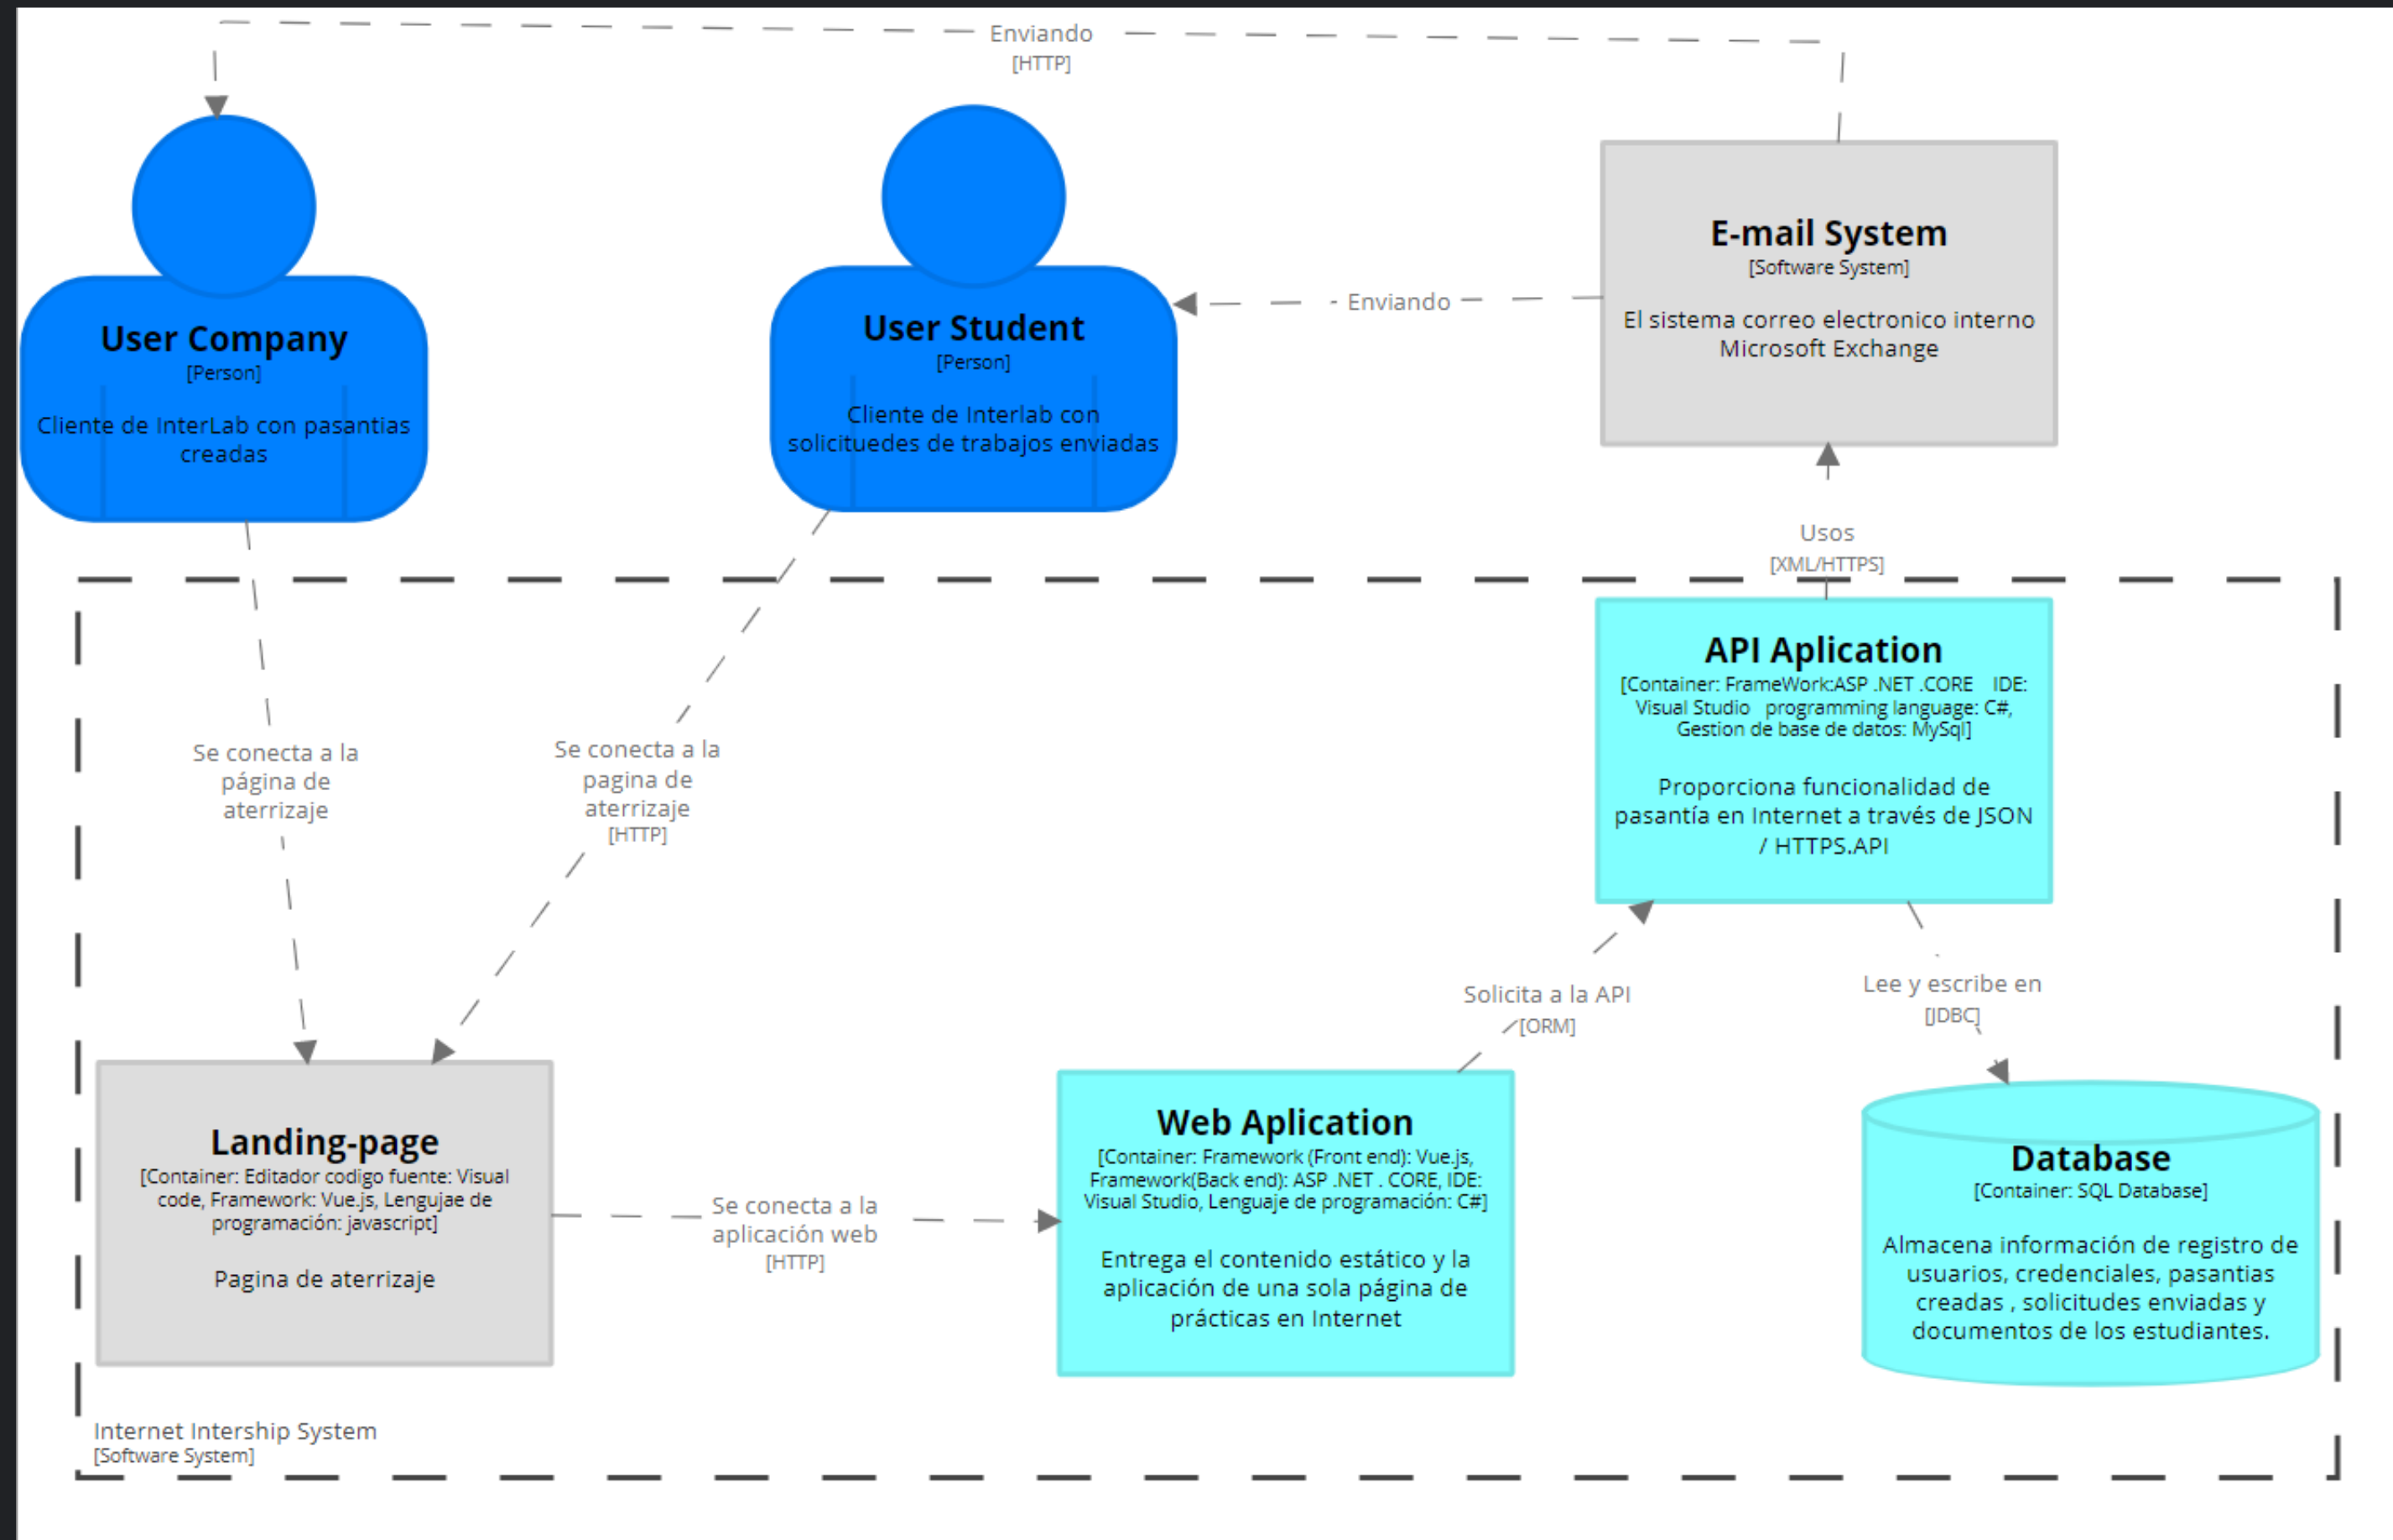 Enviando
[HTTP]
User Company
[Person]
Cliente de InterLab con pasantias
creadas
User Student
[Person]
Cliente de Interlab con
solicituedes de trabajos enviadas
Enviando
E-mail System
[Software System]
El sistema correo electronico interno
Microsoft Exchange
Usos
[XML/HTTPS]
Se conecta a la
página de
aterrizaje
Se conecta a la
pagina de
aterrizaje
[HTTP]
API Aplication
[Container: FrameWork:ASP .NET .CORE IDE:
Visual Studio programming language: C#,
Gestion de base de datos: MySql]
Proporciona funcionalidad de
pasantía en Internet a través de JSON
/ HTTPS.API
Solicita a la API
[ORM]
Lee y escribe en
[JDBC]
Landing-page
[Container: Editador codigo fuente: Visual
code, Framework: Vue.js, Lengujae de
programación: javascript]
Pagina de aterrizaje
Se conecta a la
aplicación web
[HTTP]
Web Aplication
[Container: Framework (Front end): Vue.js,
Framework(Back end): ASP .NET . CORE, IDE:
Visual Studio, Lenguaje de programación: C#]
Entrega el contenido estático y la
aplicación de una sola página de
prácticas en Internet
Database
[Container: SQL Database]
Almacena información de registro de
usuarios, credenciales, pasantias
creadas , solicitudes enviadas y
documentos de los estudiantes.
Internet Intership System
[Software System]